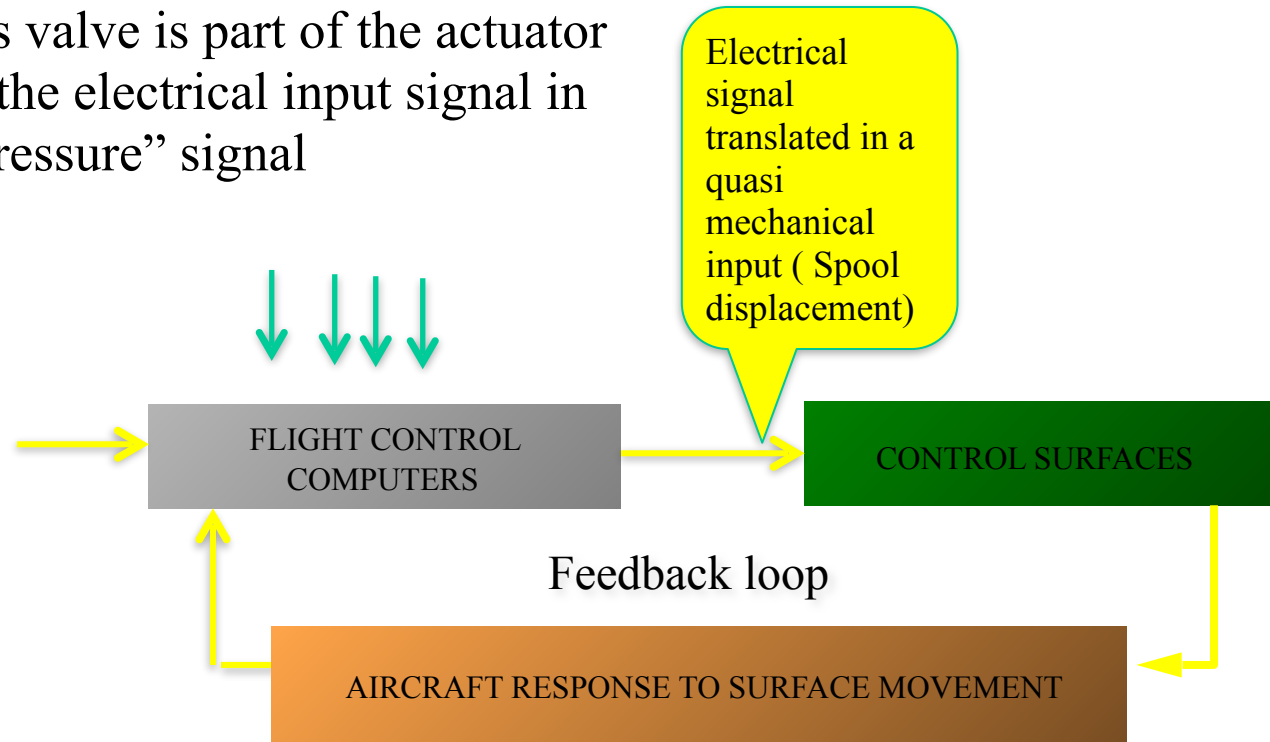 s valve is part of the actuator
the electrical input signal in
ressure” signal
Electrical
signal
translated in a
quasi
mechanical
input ( Spool
displacement)
FLIGHT CONTROL
COMPUTERS
CONTROL SURFACES
Feedback loop
AIRCRAFT RESPONSE TO SURFACE MOVEMENT